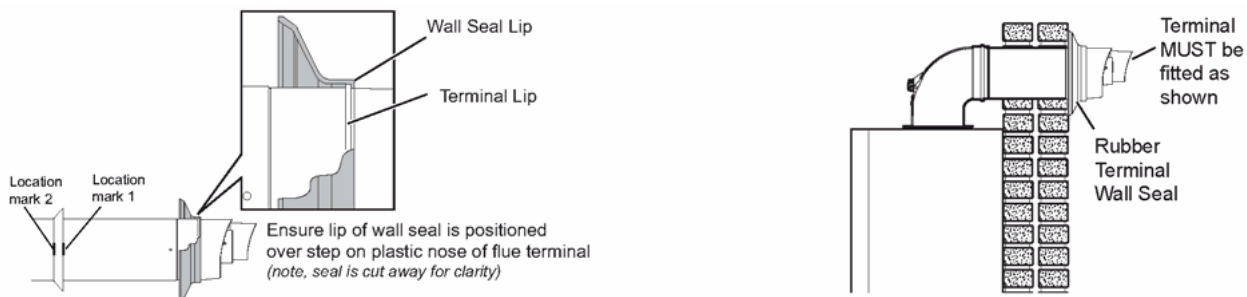 Wall Seal Lip
Terminal Lip
Location
mark 2
Location
mark 1
Ensure lip of wall seal is positioned
over step on plastic nose of flue terminal
(note, seal is cut away for clarity)
Terminal
MUST be
fitted as
shown
Rubber
Terminal
Wall Seal